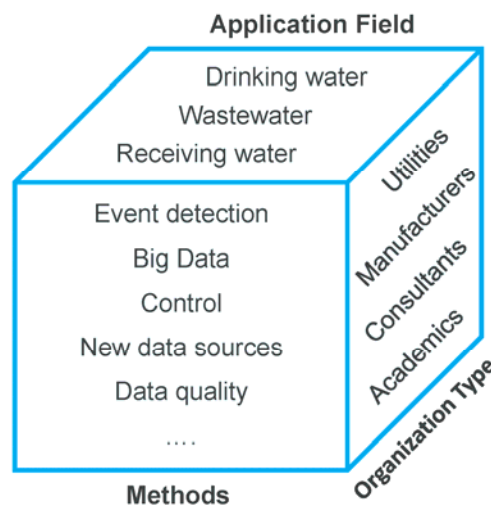 Application Field
Drinking water
Wastewater
Receiving water
Event detection
Big Data
Control
New data sources
Data quality
....
Methods
Utilities
Manufacturers
Consultants
Academics
Organization Type